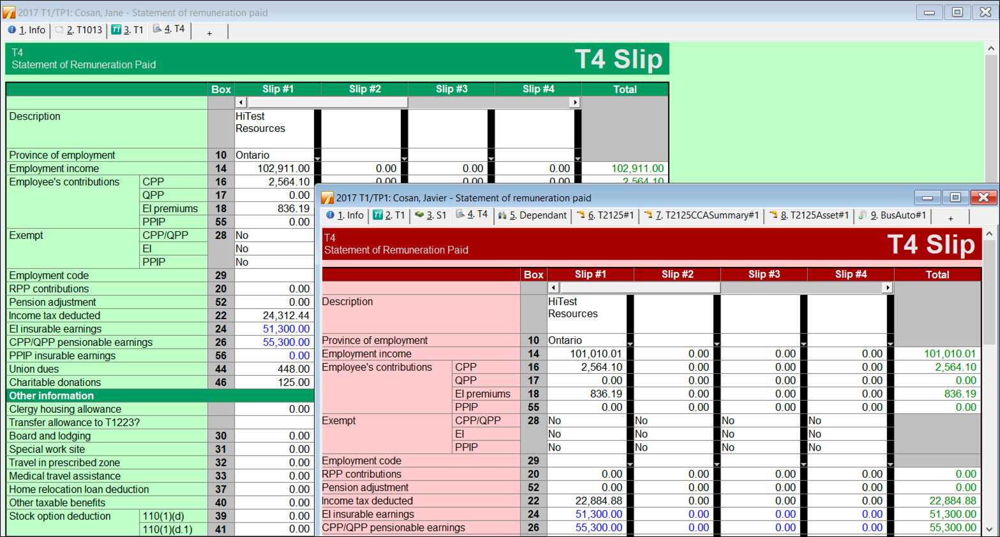 2017 T1/TP1: Cosan, Jane - Statement of remuneration paid
1. Info 2. T1013 T1 3. T1 4. T4 +
T4
Statement of Remuneration Paid
T4 Slip
Box Slip #1 Slip #2 Slip #3 Slip #4 Total
Description HiTest
Resources
Province of employment 10 Ontario
Employment income 14 102,911.00 0.00 0.00 0.00 102,911.00
Employee's contributions CPP 16 2,564.10 0.00 0.00 0.00 2,564.10
QPP 17 0.00
EI premiums 18 836.19
PPIP 55 0.00
Exempt CPP/QPP 28 No
EI No
PPIP No
Employment code 29
RPP contributions 20 0.00
Pension adjustment 52 0.00
Income tax deducted 22 24,312.44
EI insurable earnings 24 51,300.00
CPP/QPP pensionable earnings 26 55,300.00
PPIP insurable earnings 56 0.00
Union dues 44 448.00
Charitable donations 46 125.00
Other information
Clergy housing allowance 0.00
Transfer allowance to T1223?
Board and lodging 30 0.00
Special work site 31 0.00
Travel in prescribed zone 32 0.00
Medical travel assistance 33 0.00
Home relocation loan deduction 37 0.00
Other taxable benefits 40 0.00
Stock option deduction 110(1)(d) 39 0.00
110(1)(d.1) 41 0.00
2017 T1/TP1: Cosan, Javier - Statement of remuneration paid
1. Info T1 2. T1 3. S1 4. T4 5. Dependant 6. T2125#1 7. T2125CCASummary#1 8. T2125Asset#1 9. BusAuto#1 +
T4
Statement of Remuneration Paid
T4 Slip
Box Slip #1 Slip #2 Slip #3 Slip #4 Total
Description HiTest
Resources
Province of employment 10 Ontario
Employment income 14 101,010.01 0.00 0.00 0.00 101,010.01
Employee's contributions CPP 16 2,564.10 0.00 0.00 0.00 2,564.10
QPP 17 0.00 0.00 0.00 0.00 0.00
EI premiums 18 836.19 0.00 0.00 0.00 836.19
PPIP 55 0.00 0.00 0.00 0.00 0.00
Exempt CPP/QPP 28 No No No No
EI No No No No
PPIP No No No No
Employment code 29
RPP contributions 20 0.00 0.00 0.00 0.00 0.00
Pension adjustment 52 0.00 0.00 0.00 0.00 0.00
Income tax deducted 22 22,884.88 0.00 0.00 0.00 22,884.88
EI insurable earnings 24 51,300.00 0.00 0.00 0.00 51,300.00
CPP/QPP pensionable earnings 26 55,300.00 0.00 0.00 0.00 55,300.00